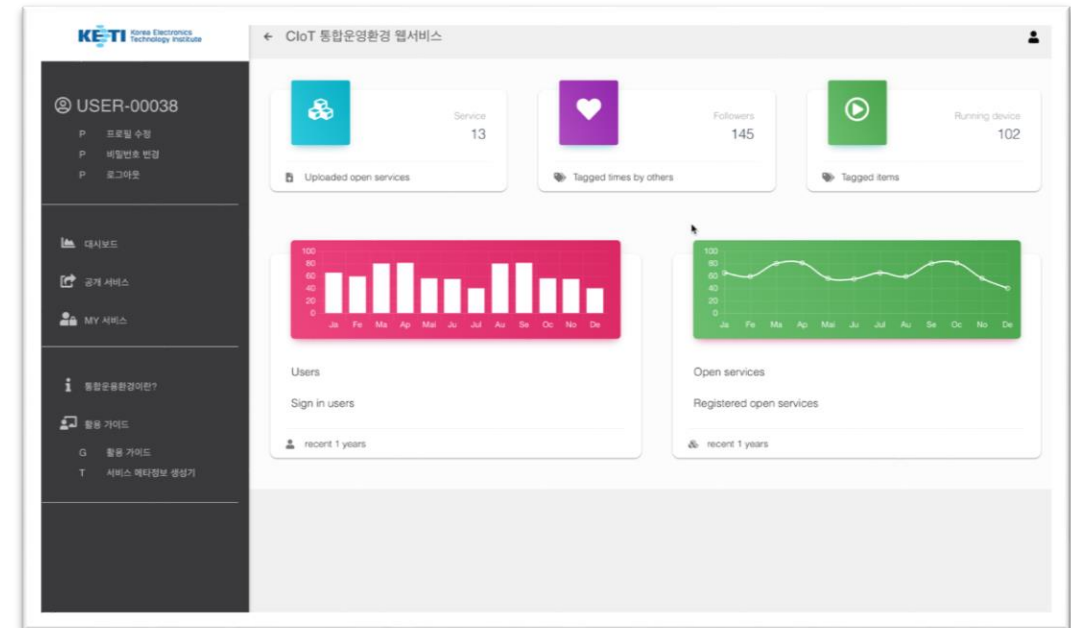 KETI Korea Electronics
Technology Institute
← CIoT 통합운영환경 웹서비스
USER-00038
P 프로필 수정
P 비밀번호 변경
P 로그아웃
대시보드
공개 서비스
MY 서비스
통합운용환경이란?
활용 가이드
G 활용 가이드
T 서비스 메타정보 생성기
Service
13
Uploaded open services
Followers
145
Tagged times by others
Running device
102
Tagged items
100
80
60
40
20
0
Ja Fe Ma Ap Mai Ju Jul Au Se Oc No De
Users
Sign in users
recent 1 years
100
80
60
40
20
0
Ja Fe Ma Ap Mai Ju Jul Au Se Oc No De
Open services
Registered open services
recent 1 years